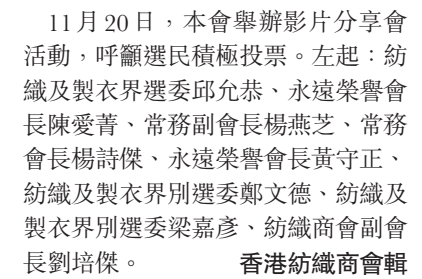 11月20日，本會舉辦影片分享會
活動，呼籲選民積極投票。左起：紡
織及製衣界選委邱允恭、永遠榮譽會
長陳愛菁、常務副會長楊燕芝、常務
會長楊詩傑、永遠榮譽會長黃守正、
紡織及製衣界別選委鄭文德、紡織及
製衣界別選委梁嘉彥、紡織商會副會
長劉培傑。 香港紡織商會輯